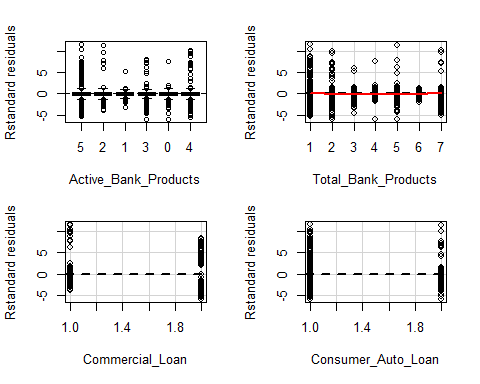 Rstandard residuals
5
0
-5
5 2 1 3 0 4
Active_Bank_Products
Rstandard residuals
5
0
-5
1 2 3 4 5 6 7
Total_Bank_Products
Rstandard residuals
5
0
-5
1.0 1.4 1.8
Commercial_Loan
Rstandard residuals
5
0
-5
1.0 1.4 1.8
Consumer_Auto_Loan